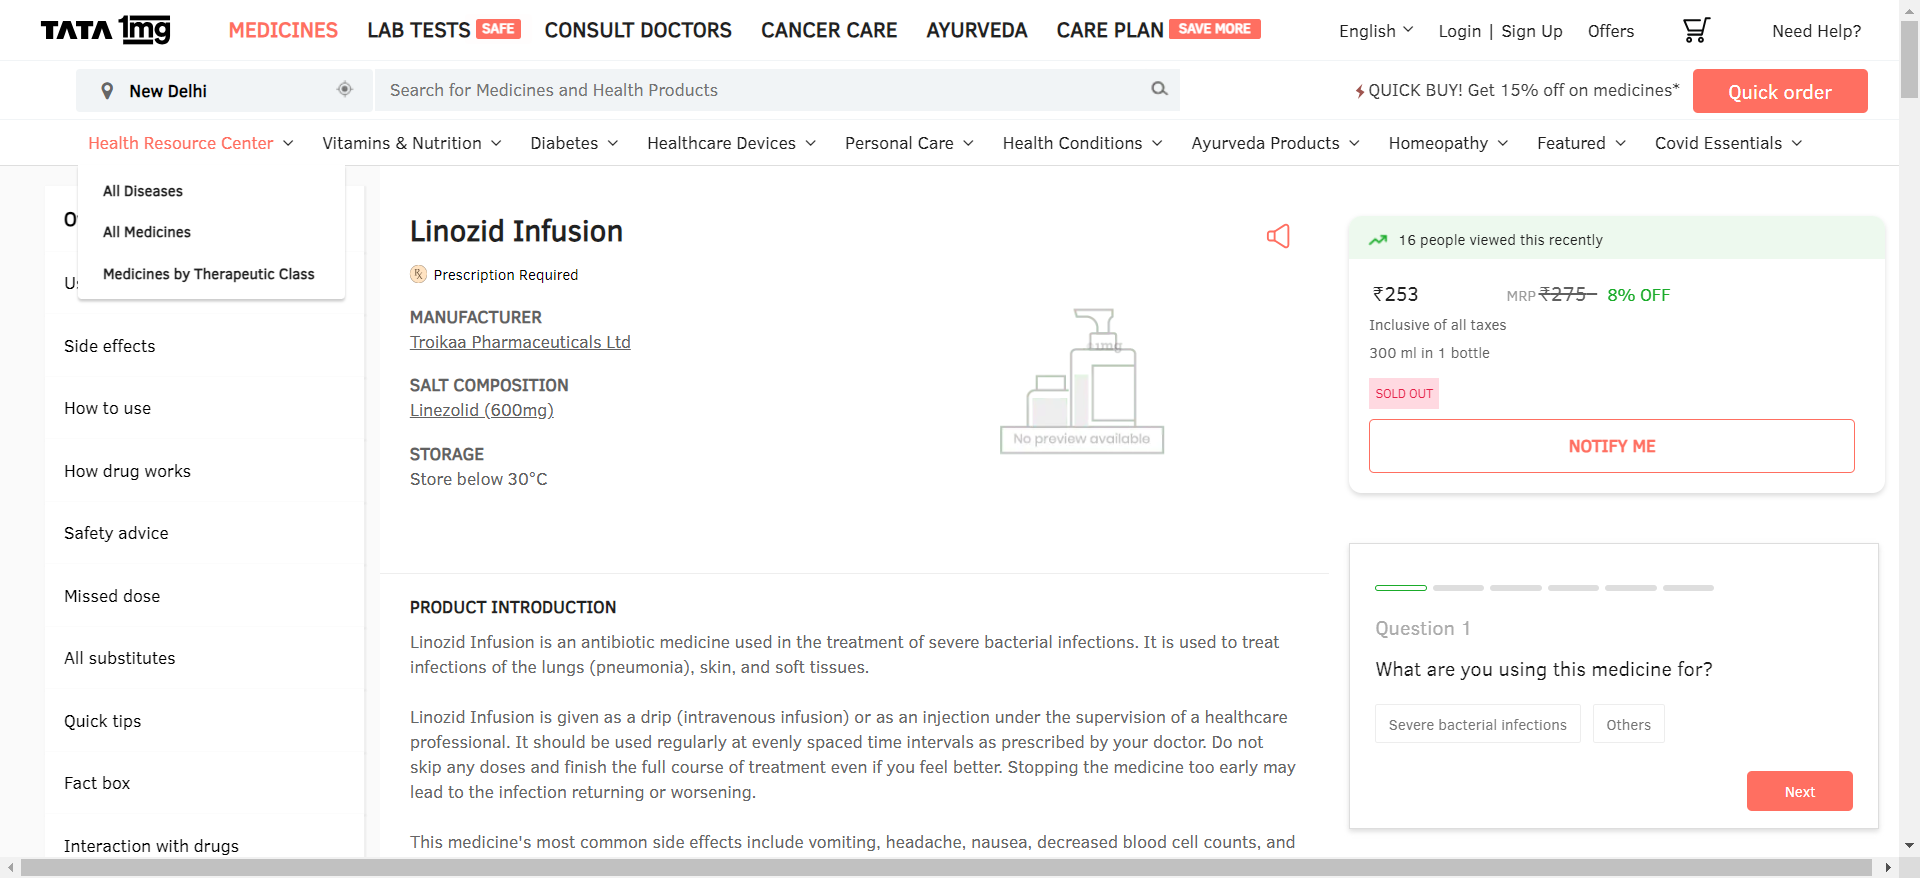 TATA 1mg
MEDICINES LAB TESTS SAFE CONSULT DOCTORS CANCER CARE AYURVEDA CARE PLAN SAVE MORE English Login | Sign Up Offers Need Help?
New Delhi Search for Medicines and Health Products QUICK BUY! Get 15% off on medicines* Quick order
Health Resource Center Vitamins & Nutrition Diabetes Healthcare Devices Personal Care Health Conditions Ayurveda Products Homeopathy Featured Covid Essentials
All Diseases
All Medicines
Medicines by Therapeutic Class
Side effects
How to use
How drug works
Safety advice
Missed dose
All substitutes
Quick tips
Fact box
Interaction with drugs
Linozid Infusion
Rx Prescription Required
MANUFACTURER
Troikaa Pharmaceuticals Ltd
SALT COMPOSITION
Linezolid (600mg)
STORAGE
Store below 30°C
1mg
No preview available
PRODUCT INTRODUCTION
Linozid Infusion is an antibiotic medicine used in the treatment of severe bacterial infections. It is used to treat
infections of the lungs (pneumonia), skin, and soft tissues.
Linozid Infusion is given as a drip (intravenous infusion) or as an injection under the supervision of a healthcare
professional. It should be used regularly at evenly spaced time intervals as prescribed by your doctor. Do not
skip any doses and finish the full course of treatment even if you feel better. Stopping the medicine too early may
lead to the infection returning or worsening.
This medicine's most common side effects include vomiting, headache, nausea, decreased blood cell counts, and
16 people viewed this recently
₹253 MRP ₹275 8% OFF
Inclusive of all taxes
300 ml in 1 bottle
SOLD OUT
NOTIFY ME
Question 1
What are you using this medicine for?
Severe bacterial infections Others
Next